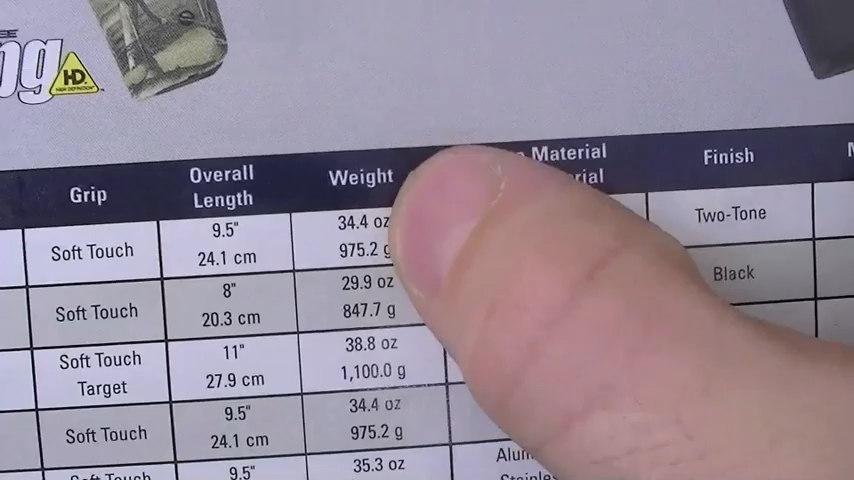 HD
Grip
Overall
Length
Weight
Material
Finish
Soft Touch
9.5"
24.1 cm
34.4 oz
975.2 g
Two-Tone
Soft Touch
8"
20.3 cm
29.9 oz
847.7 g
Black
Soft Touch
Target
11"
27.9 cm
38.8 oz
1,100.0 g
Soft Touch
9.5"
24.1 cm
34.4 oz
975.2 g
Soft Touch
9.5"
35.3 oz